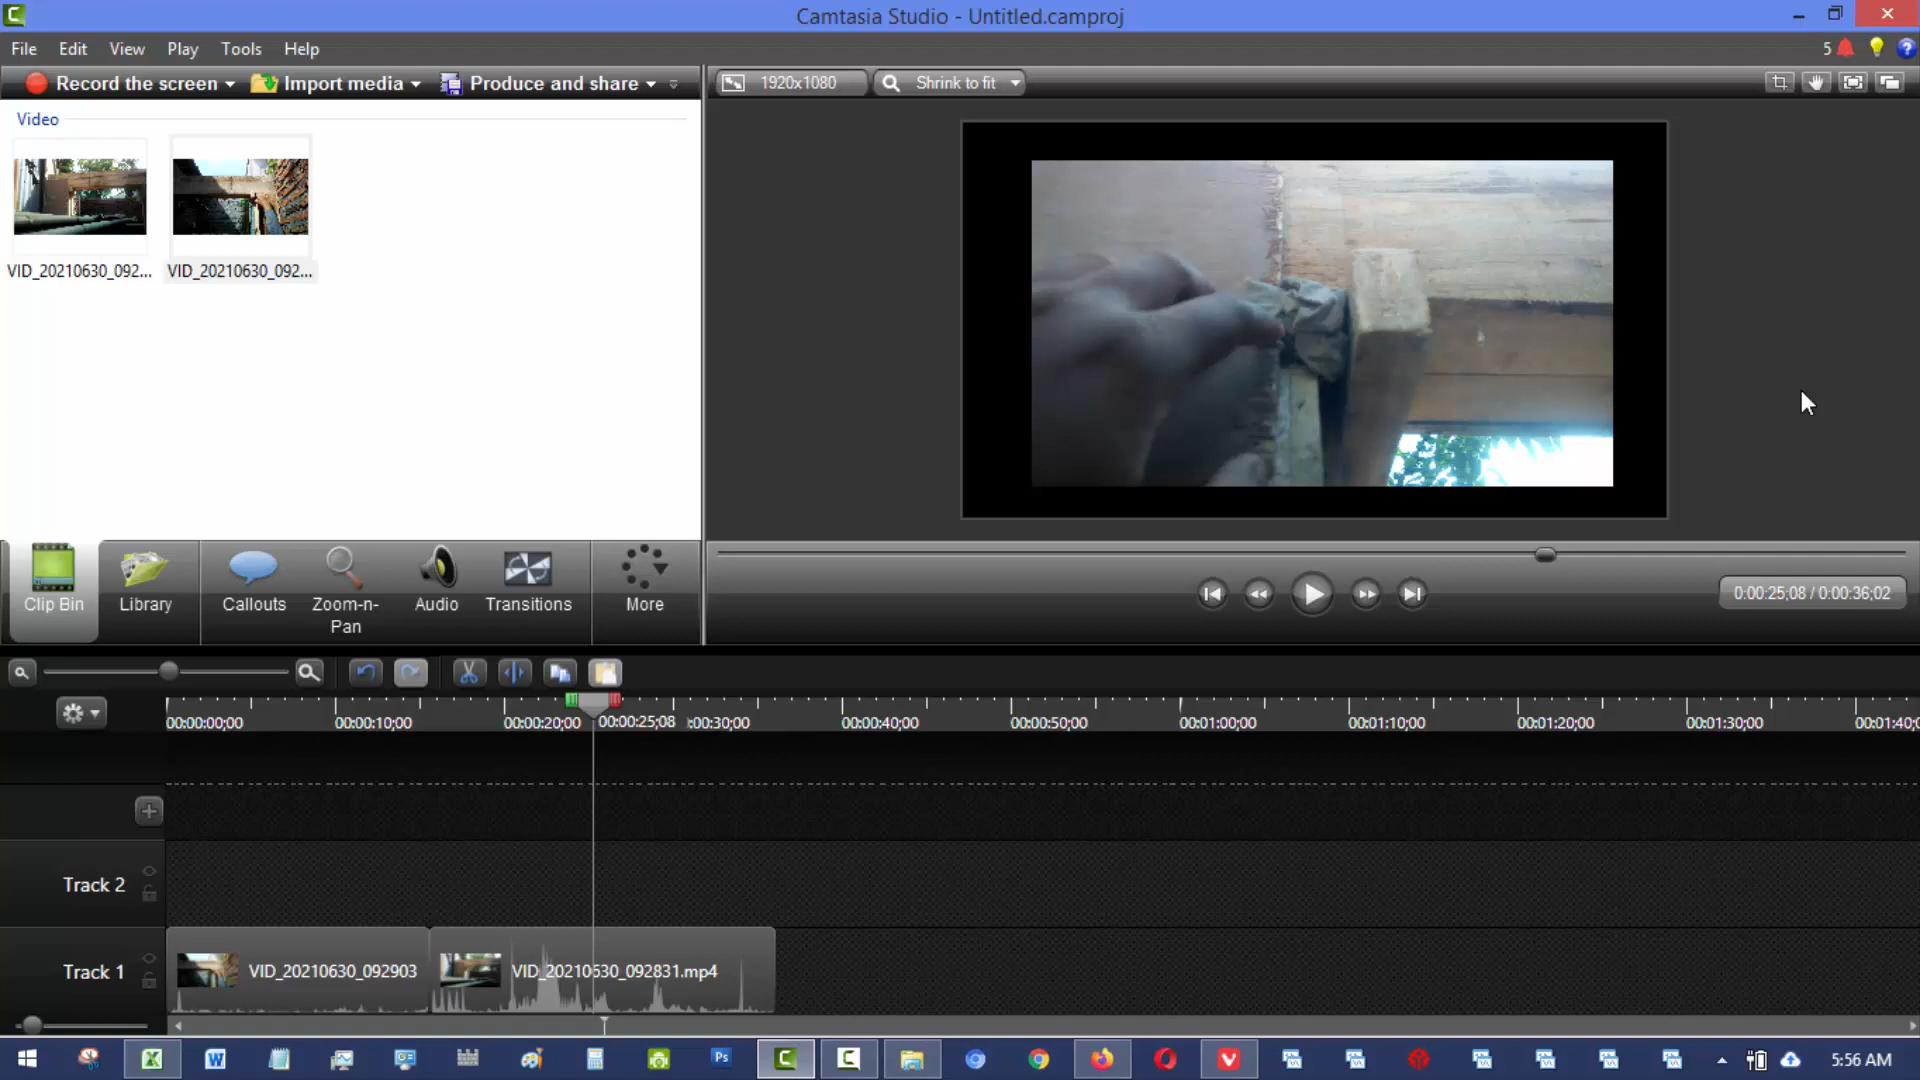 Camtasia Studio - Untitled.camproj
File Edit View Play Tools Help
5
Record the screen Import media Produce and share
1920x1080 Shrink to fit
Video
VID_20210630_092... VID_20210630_092...
Clip Bin Library Callouts Zoom-n-Pan Audio Transitions More
0:00:25;08 / 0:00:36;02
00:00:00;00 00:00:10;00 00:00:20;00 00:00:25;08 00:00:30;00 00:00:40;00 00:00:50;00 00:01:00;00 00:01:10;00 00:01:20;00 00:01:30;00 00:01:40;0
Track 2
Track 1 VID_20210630_092903 VID_20210630_092831.mp4
Ps
5:56 AM